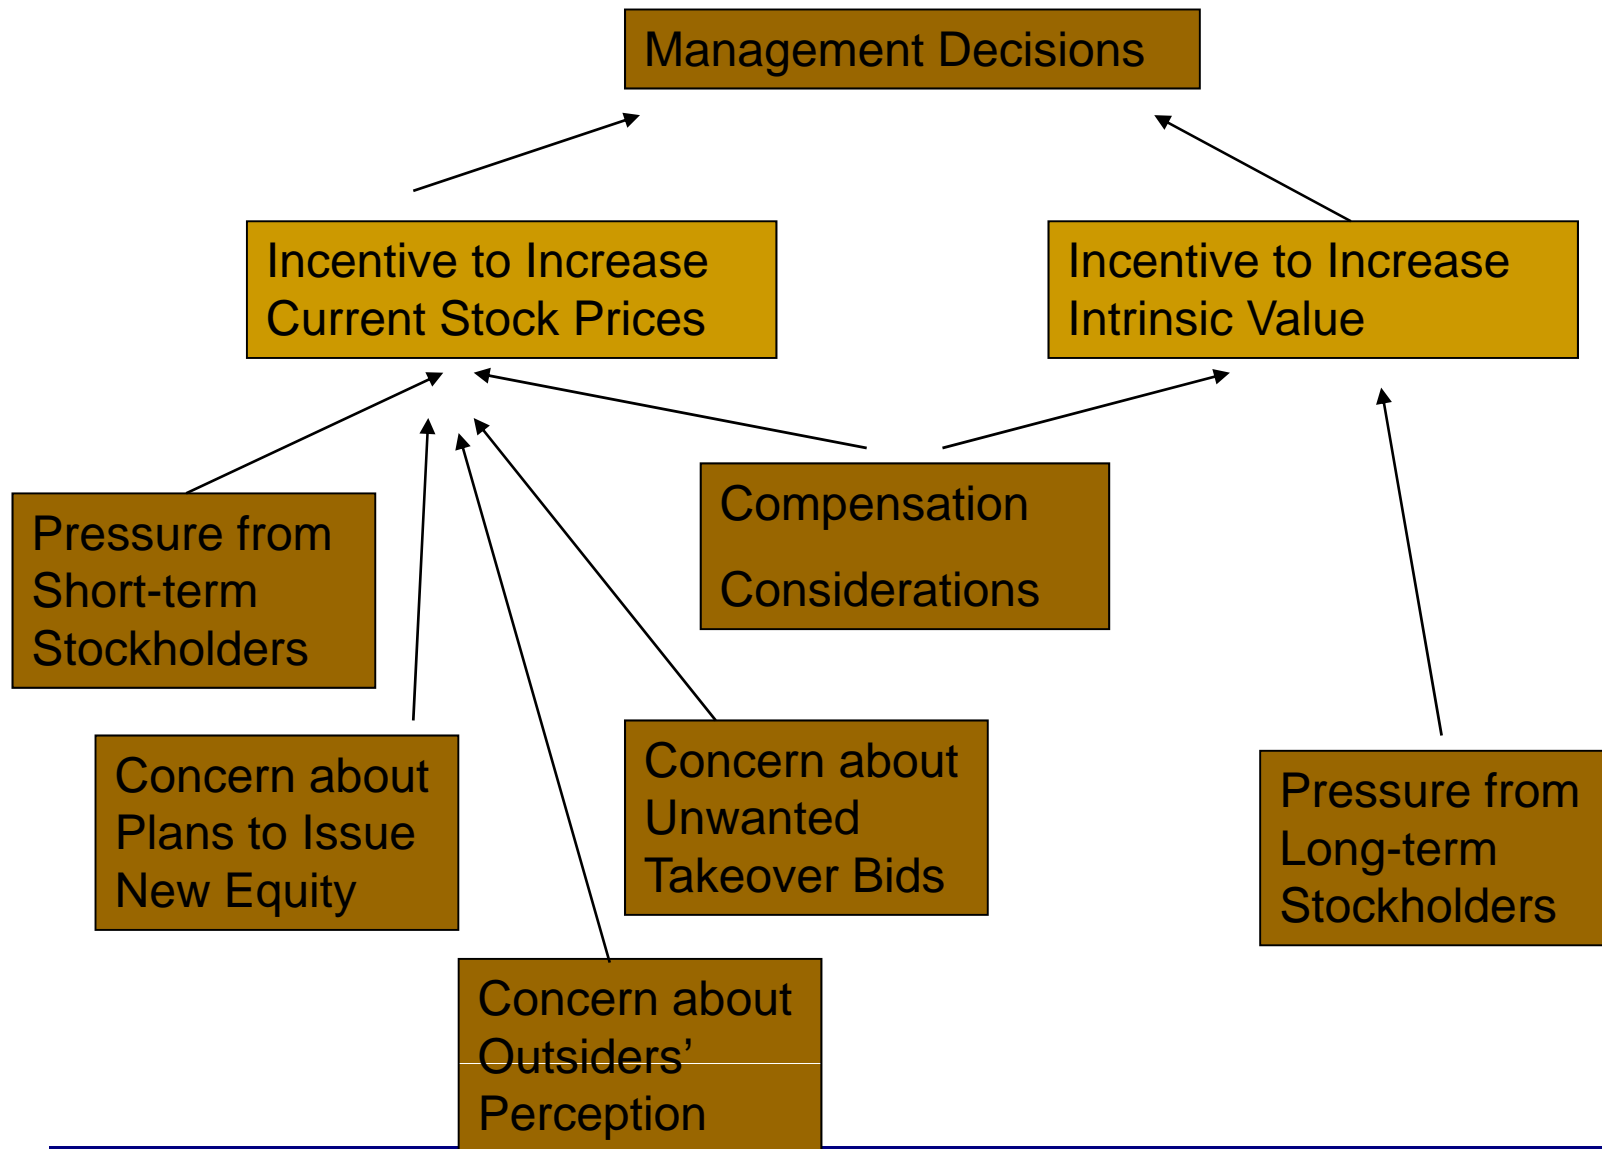 Management Decisions
Incentive to Increase
Current Stock Prices
Incentive to Increase
Intrinsic Value
Compensation
Considerations
Pressure from
Short-term
Stockholders
Concern about
Plans to Issue
New Equity
Concern about
Unwanted
Takeover Bids
Pressure from
Long-term
Stockholders
Concern about
Outsiders’
Perception